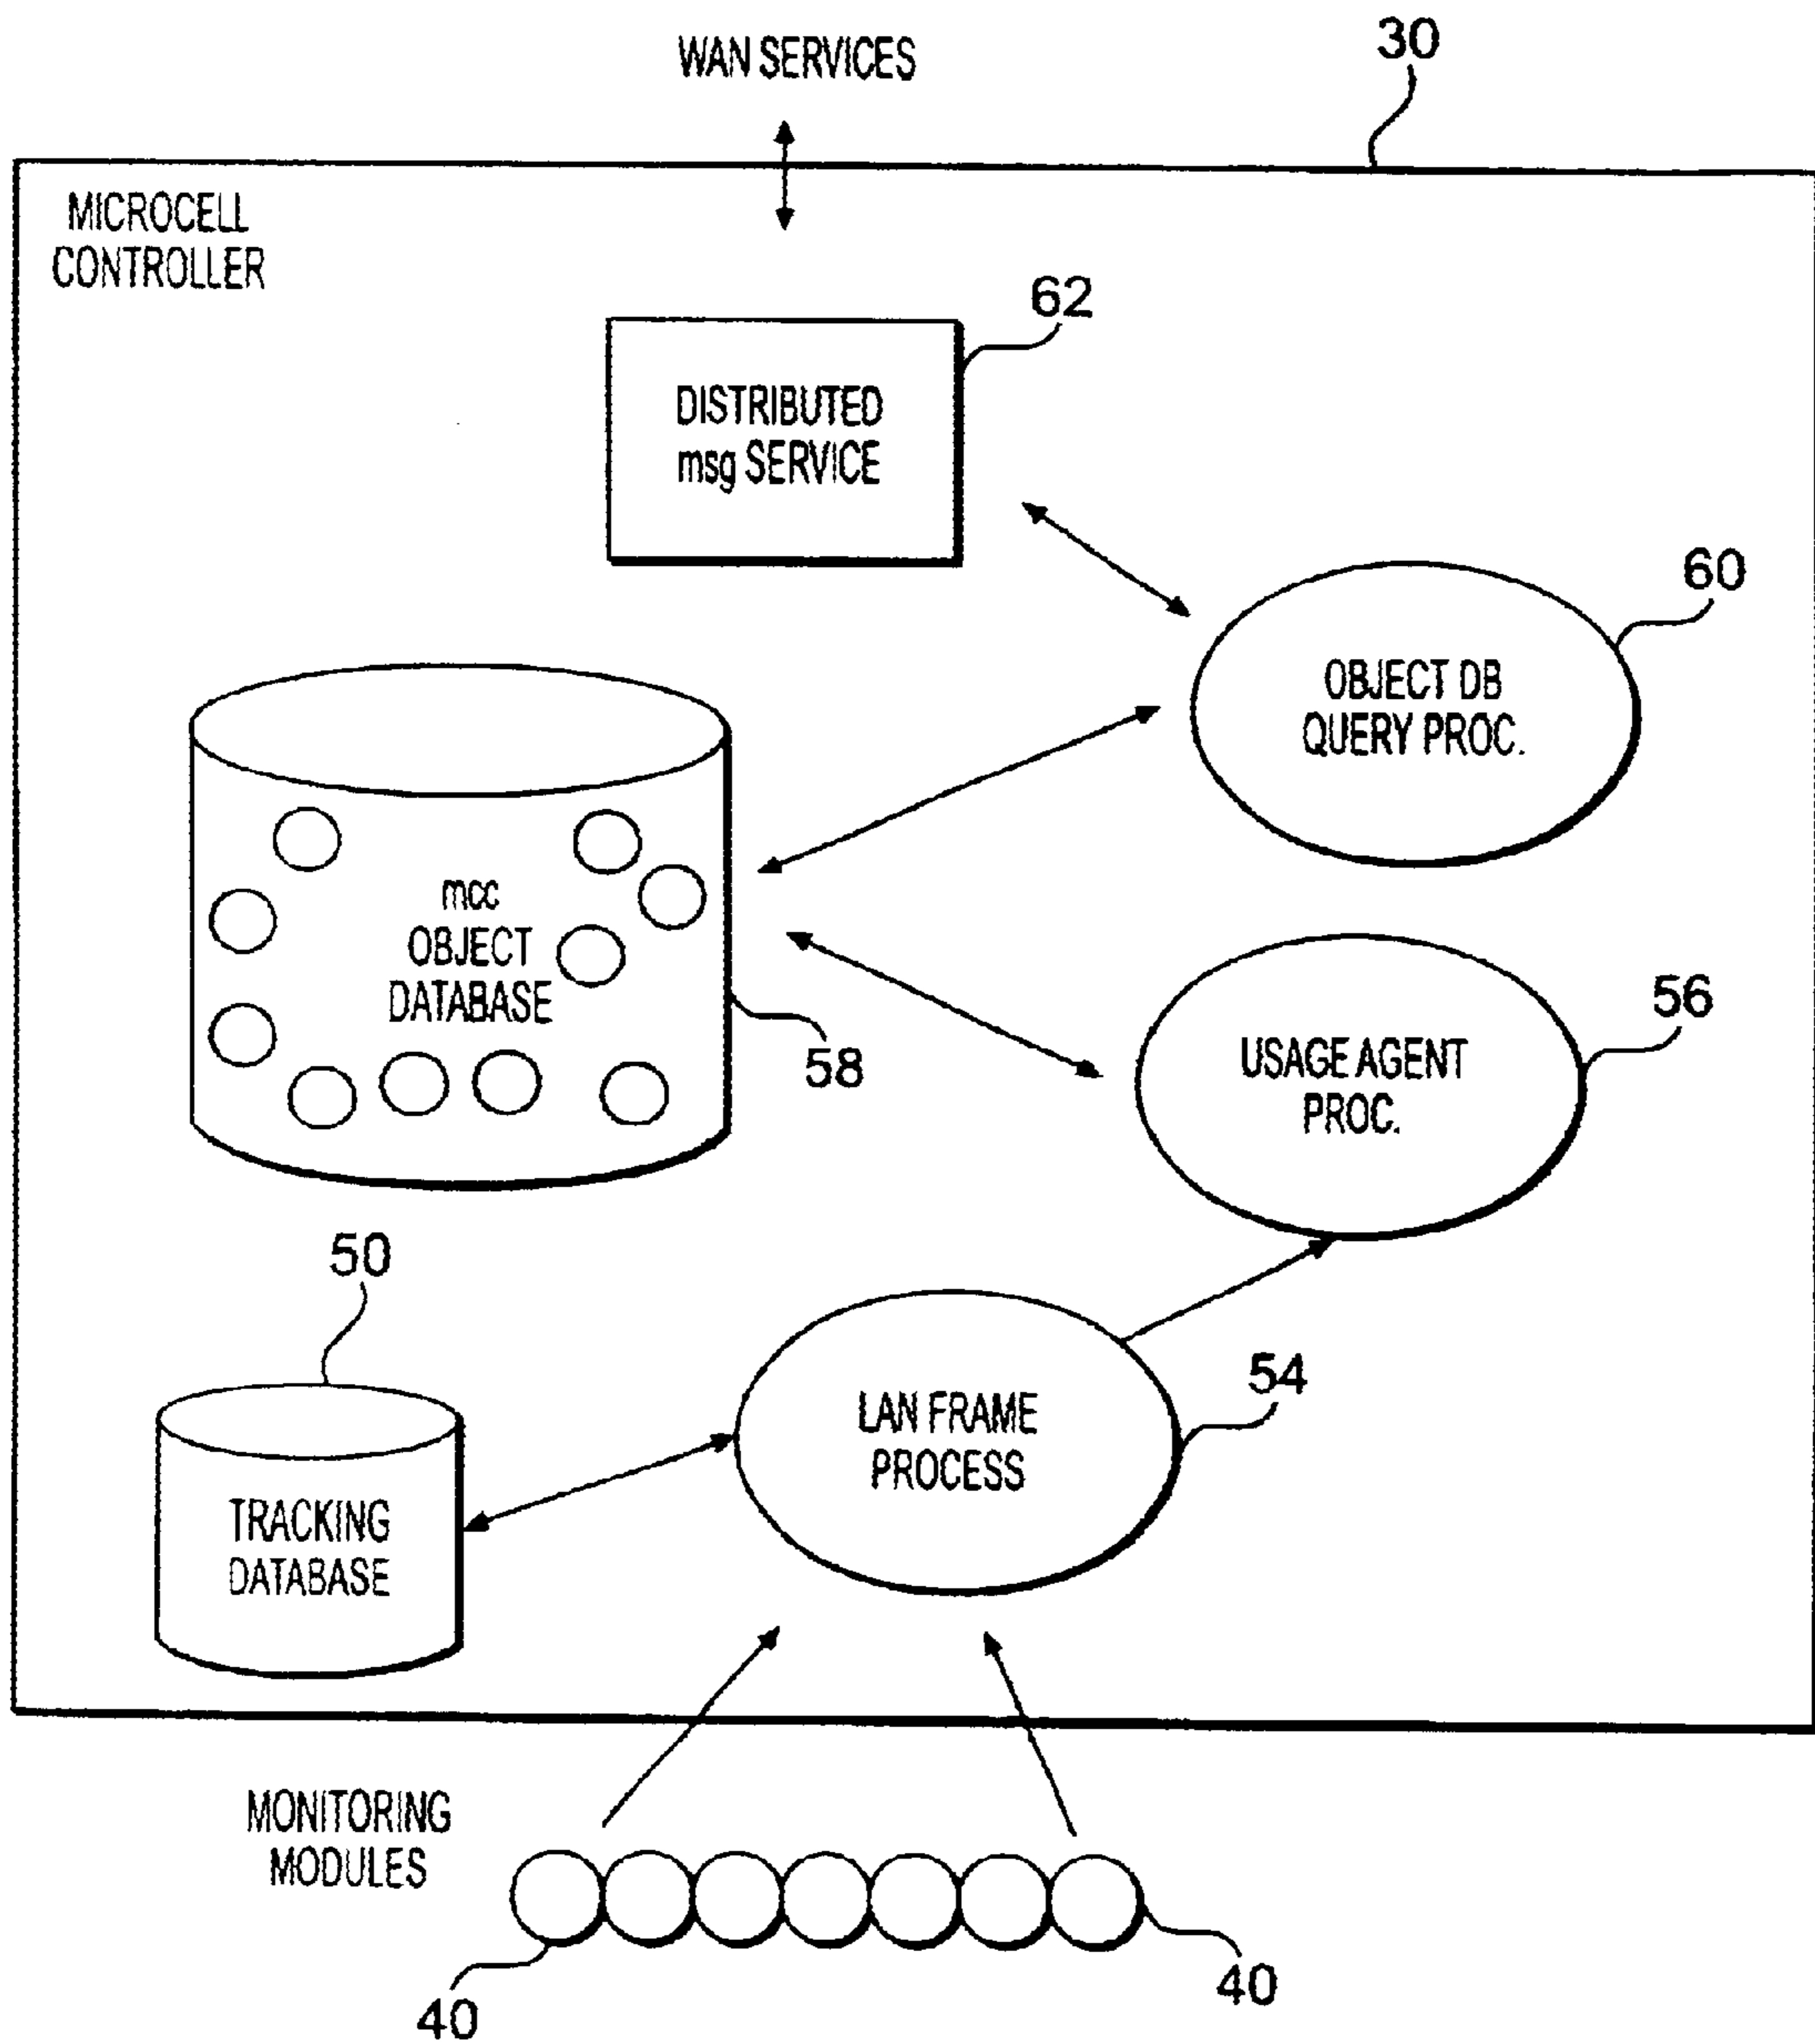 WAN SERVICES
30
MICROCELL
CONTROLLER
62
DISTRIBUTED
msg SERVICE
60
OBJECT DB
QUERY PROC.
mcc
OBJECT
DATABASE
58
56
USAGE AGENT
PROC.
50
54
LAN FRAME
PROCESS
TRACKING
DATABASE
MONITORING
MODULES
40
40